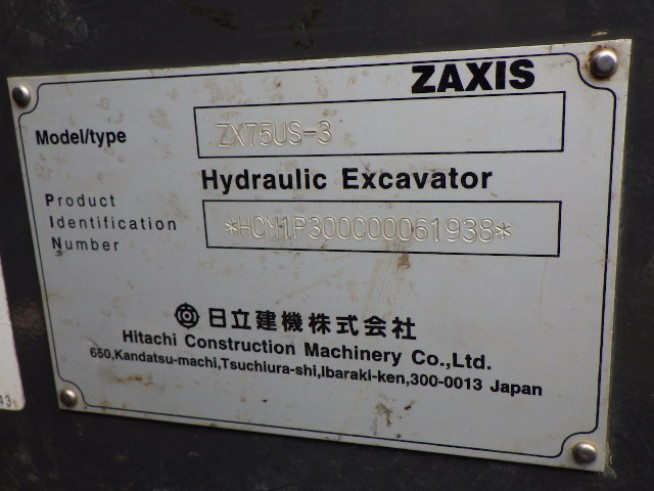 ZAXIS
Model/type ZX75US-3
Hydraulic Excavator
Product
Identification
Number
*HCM1P300C00061938*
日立建機株式会社
Hitachi Construction Machinery Co.,Ltd.
650,Kandatsu-machi,Tsuchiura-shi,Ibaraki-ken,300-0013 Japan
43